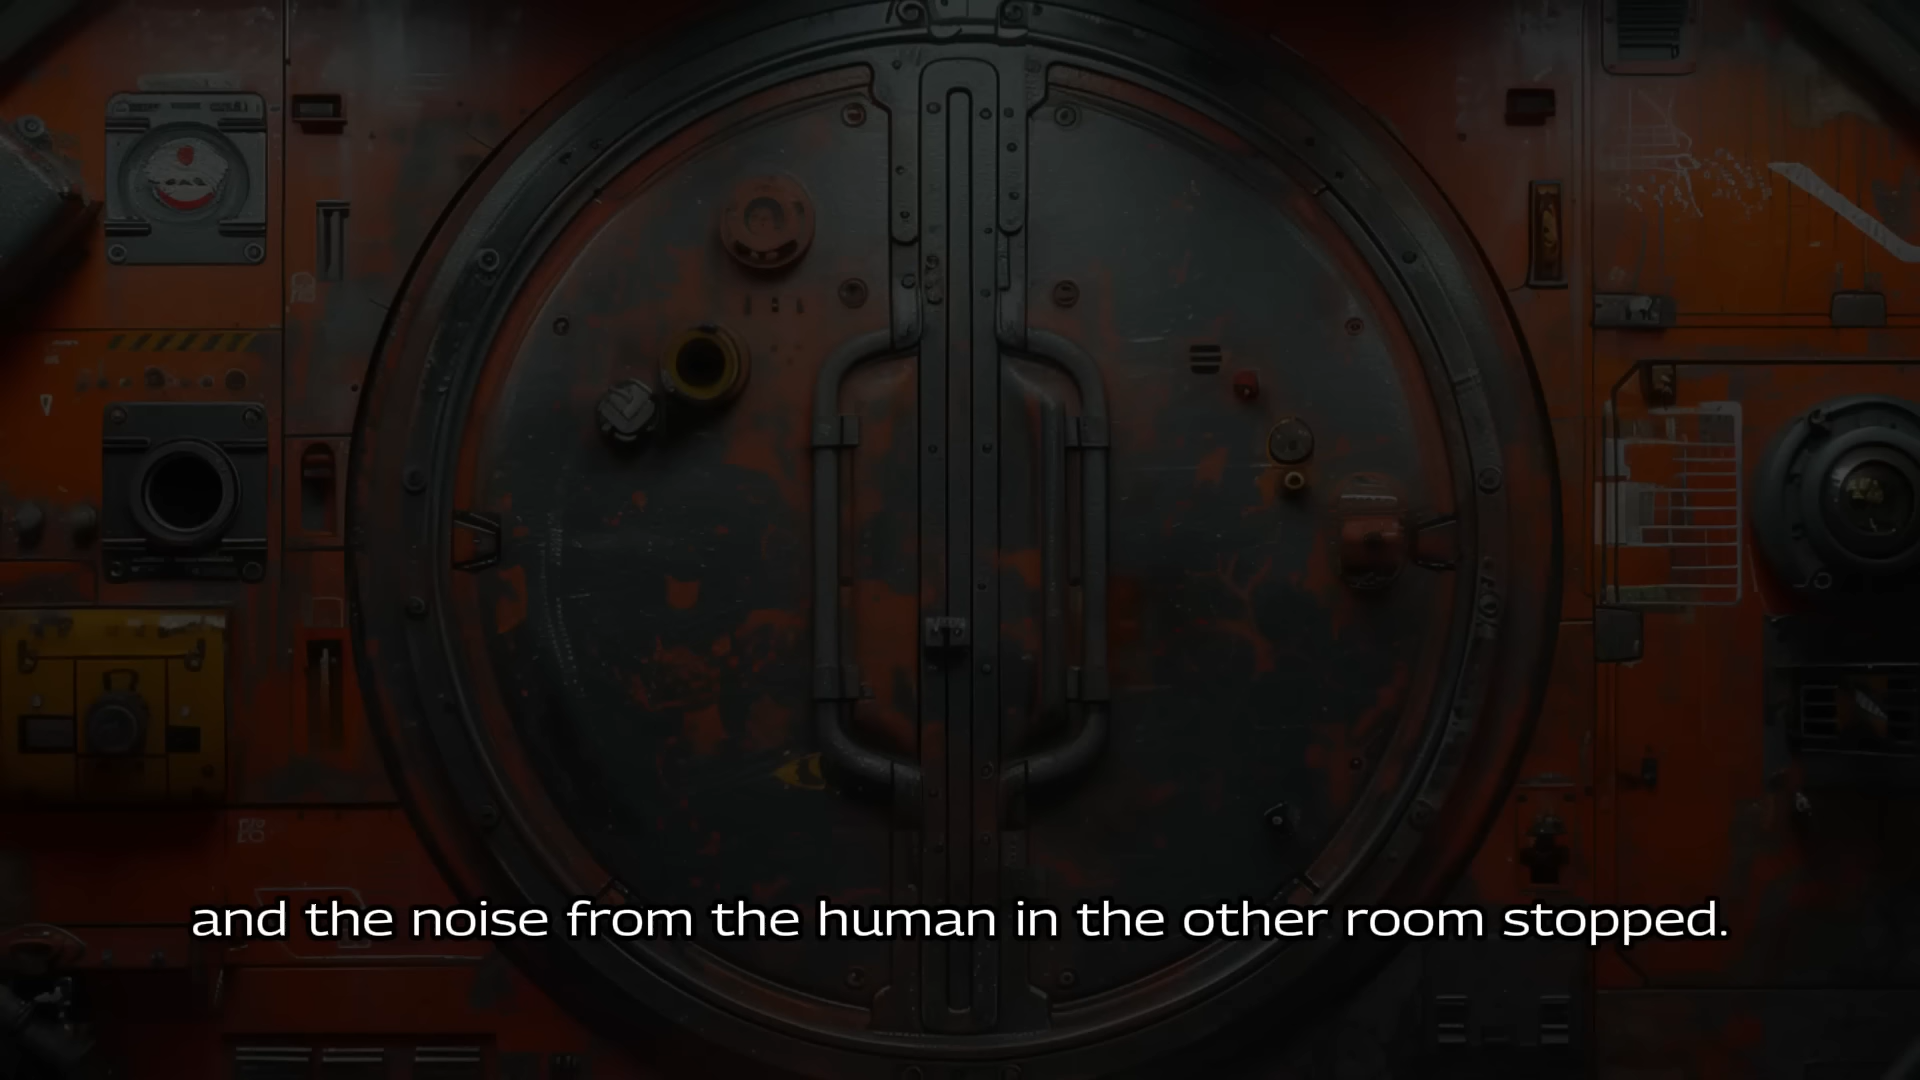 and the noise from the human in the other room stopped.